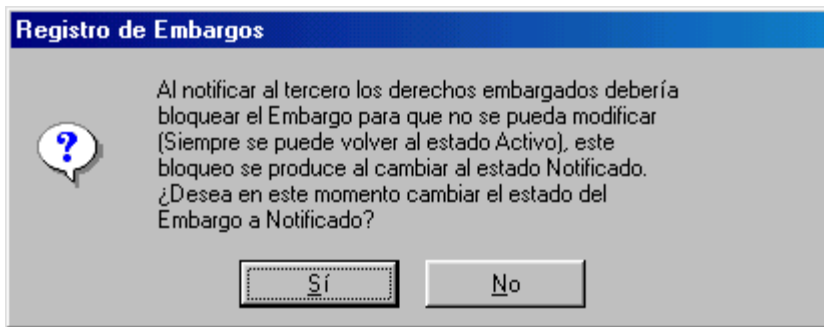 Registro de Embargos
Al notificar al tercero los derechos embargados debería
bloquear el Embargo para que no se pueda modificar
(Siempre se puede volver al estado Activo), este
bloqueo se produce al cambiar al estado Notificado.
¿Desea en este momento cambiar el estado del
Embargo a Notificado?
Sí
No